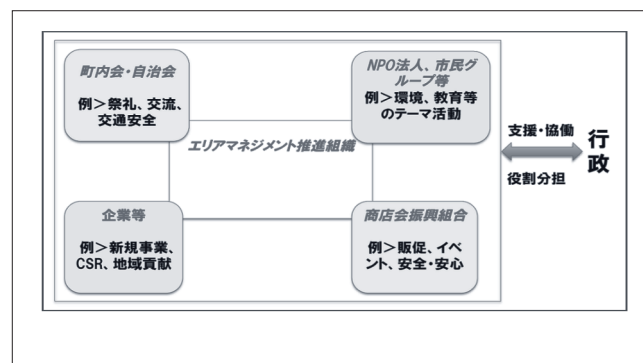 町内会・自治会
例>祭礼、交流、
交通安全
NPO法人、市民グ
ループ等
例>環境、教育等
のテーマ活動
エリアマネジメント推進組織
企業等
例>新規事業、
CSR、地域貢献
商店会振興組合
例>販促、イベ
ント、安全・安心
支援・協働
役割分担
行
政